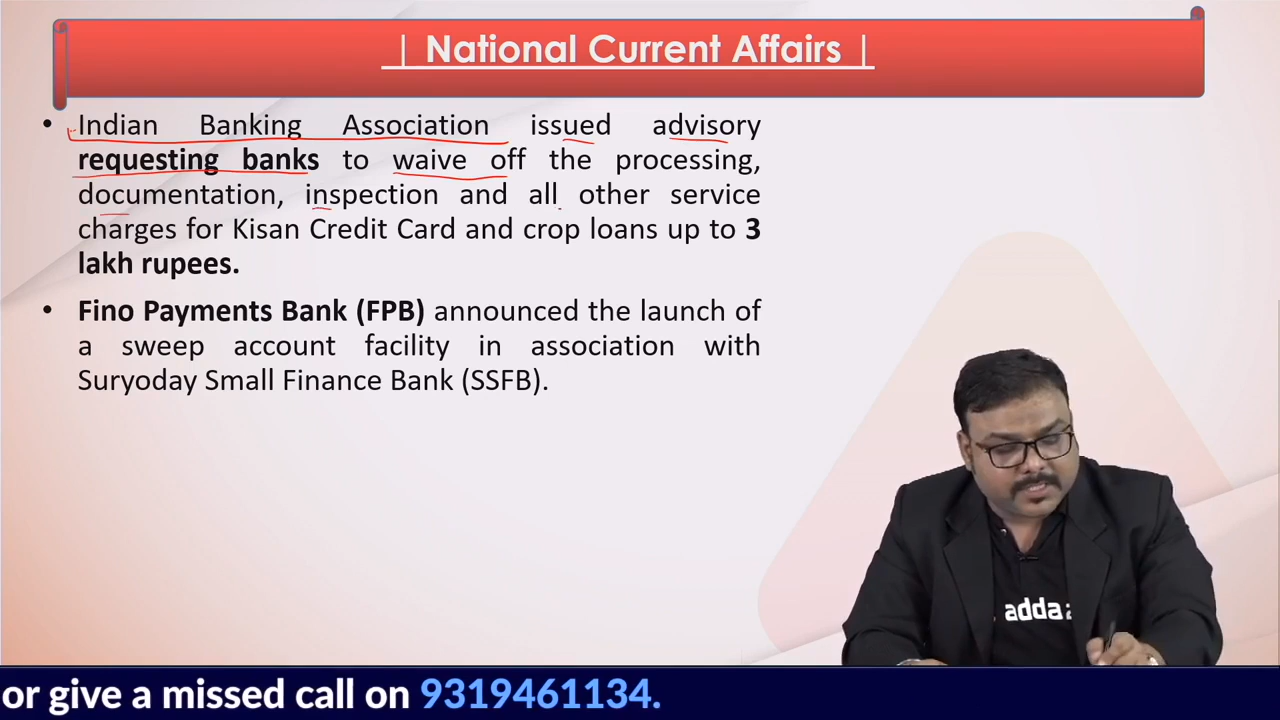 | National Current Affairs |
• Indian Banking Association issued advisory
requesting banks to waive off the processing,
documentation, inspection and all other service
charges for Kisan Credit Card and crop loans up to 3
lakh rupees.
• Fino Payments Bank (FPB) announced the launch of
a sweep account facility in association with
Suryoday Small Finance Bank (SSFB).
adda
or give a missed call on 9319461134.